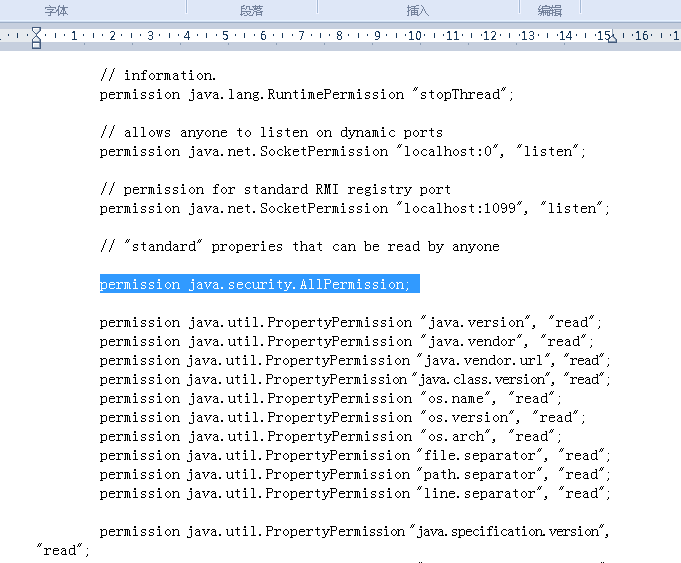 字体 段落 插入 编辑
1 2 3 4 5 6 7 8 9 10 11 12 13 14 15 16 1
// information.
permission java.lang.RuntimePermission "stopThread";
// allows anyone to listen on dynamic ports
permission java.net.SocketPermission "localhost:0", "listen";
// permission for standard RMI registry port
permission java.net.SocketPermission "localhost:1099", "listen";
// "standard" properies that can be read by anyone
permission java.security.AllPermission;
permission java.util.PropertyPermission "java.version", "read";
permission java.util.PropertyPermission "java.vendor", "read";
permission java.util.PropertyPermission "java.vendor.url", "read";
permission java.util.PropertyPermission "java.class.version", "read";
permission java.util.PropertyPermission "os.name", "read";
permission java.util.PropertyPermission "os.version", "read";
permission java.util.PropertyPermission "os.arch", "read";
permission java.util.PropertyPermission "file.separator", "read";
permission java.util.PropertyPermission "path.separator", "read";
permission java.util.PropertyPermission "line.separator", "read";
permission java.util.PropertyPermission "java.specification.version",
"read";